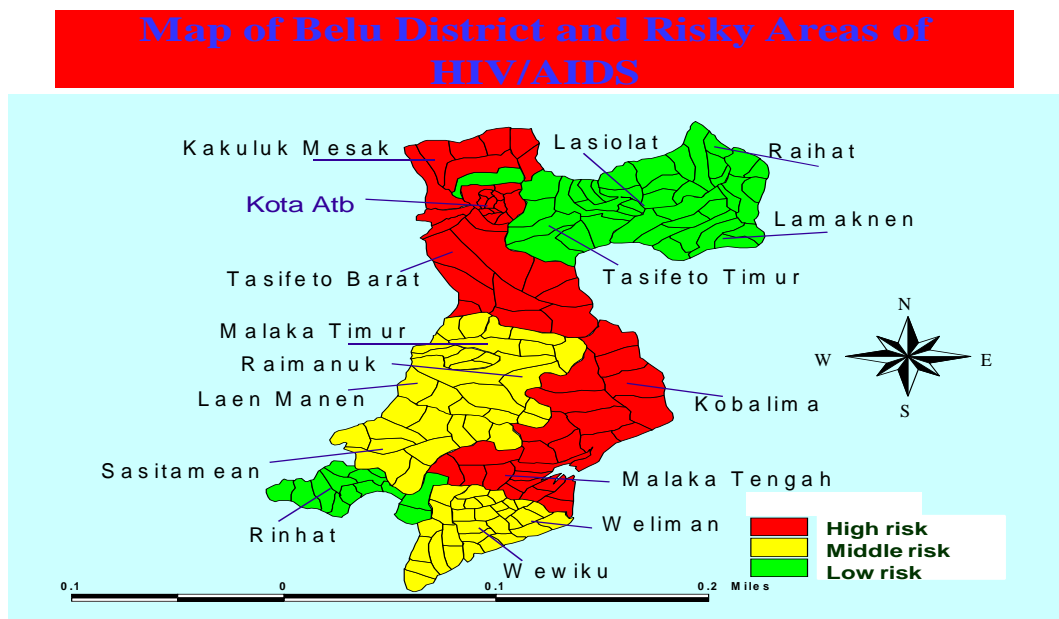 Map of Belu District and Risky Areas of
HIV/AIDS
Kakuluk Mesak
Lasiolat
Raihat
Kota Atb
Lamaknen
Tasifeto Barat
Tasifeto Timur
Malaka Timur
Raimanuk
Laen Manen
Kobalima
Sasitamean
Malaka Tengah
Rinhat
Weliman
Wewiku
N
W
E
S
High risk
Middle risk
Low risk
0.1 0 0.1 0.2 Miles